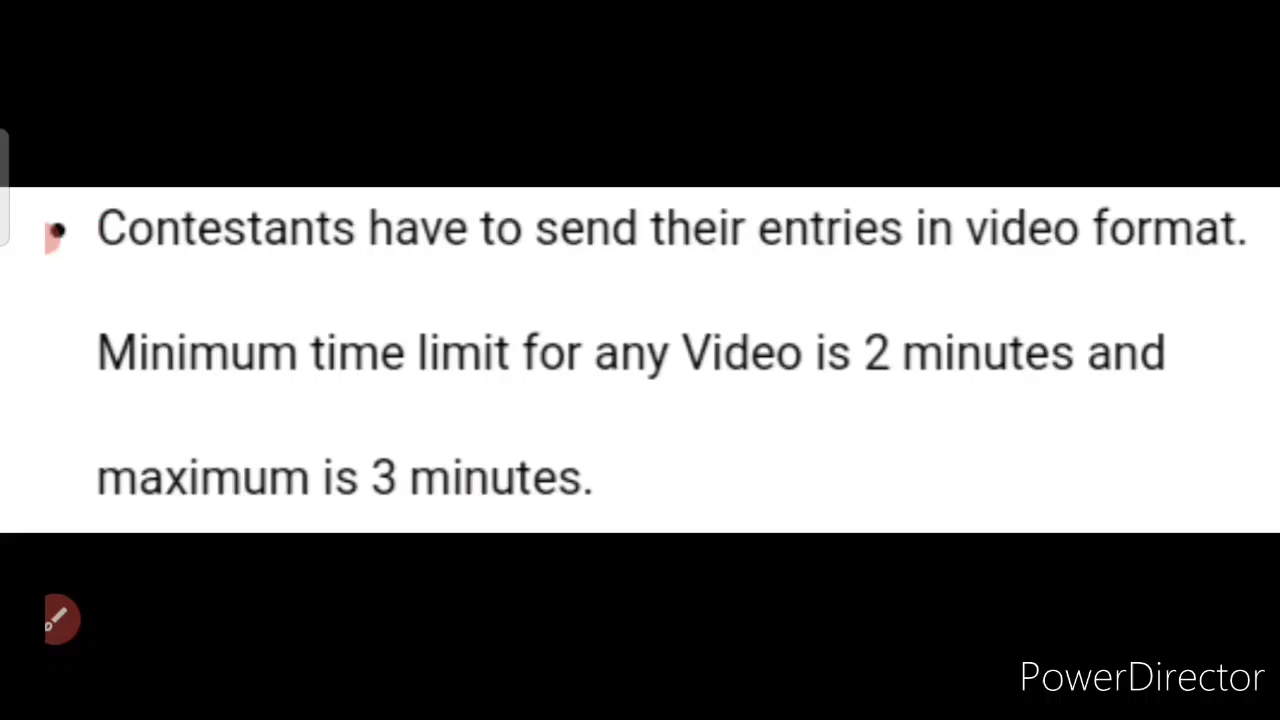 • Contestants have to send their entries in video format.
Minimum time limit for any Video is 2 minutes and
maximum is 3 minutes.
PowerDirector